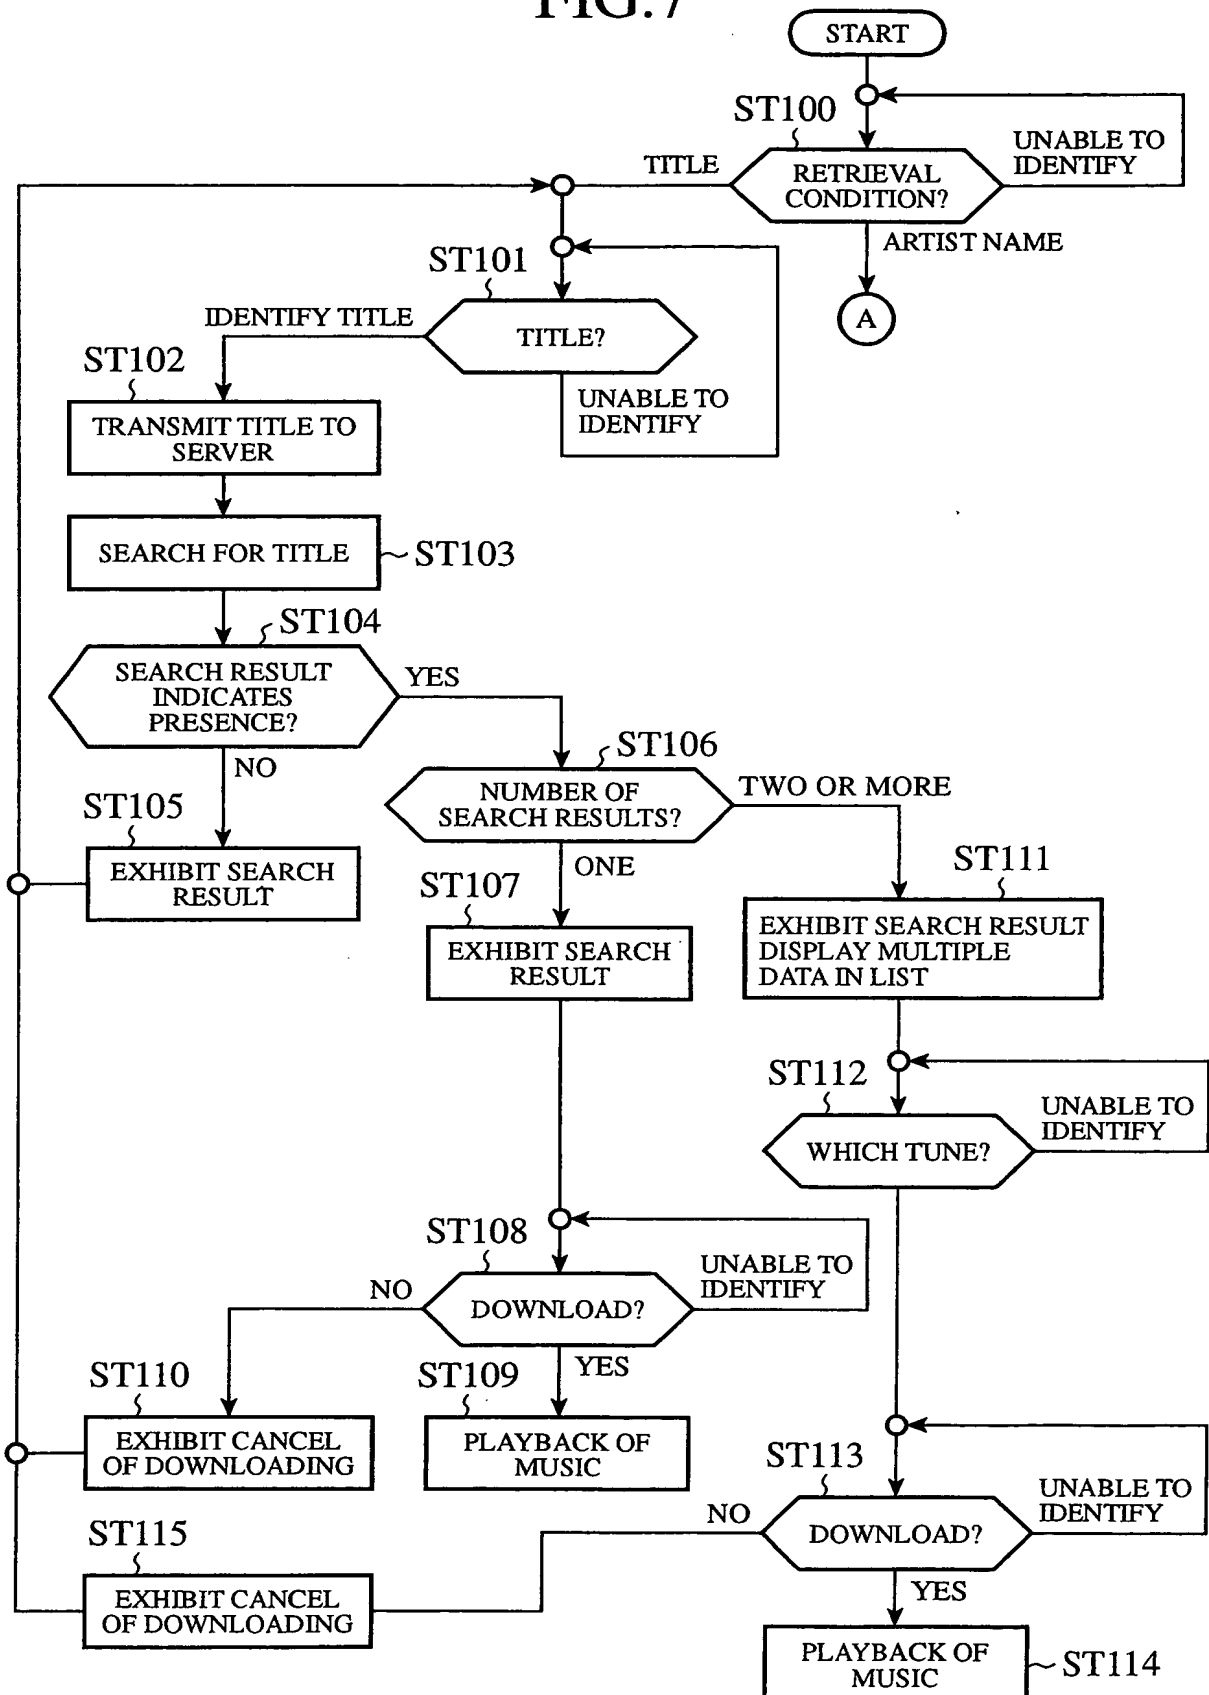 FIG.7
START
ST100
TITLE
RETRIEVAL
CONDITION?
UNABLE TO
IDENTIFY
ARTIST NAME
A
ST101
IDENTIFY TITLE
TITLE?
UNABLE TO
IDENTIFY
ST102
TRANSMIT TITLE TO
SERVER
SEARCH FOR TITLE
ST103
ST104
SEARCH RESULT
INDICATES
PRESENCE?
YES
NO
ST105
EXHIBIT SEARCH
RESULT
ST106
NUMBER OF
SEARCH RESULTS?
TWO OR MORE
ONE
ST107
EXHIBIT SEARCH
RESULT
ST111
EXHIBIT SEARCH RESULT
DISPLAY MULTIPLE
DATA IN LIST
ST112
WHICH TUNE?
UNABLE TO
IDENTIFY
ST108
NO
DOWNLOAD?
UNABLE TO
IDENTIFY
YES
ST110
EXHIBIT CANCEL
OF DOWNLOADING
ST109
PLAYBACK OF
MUSIC
ST113
NO
DOWNLOAD?
UNABLE TO
IDENTIFY
YES
ST115
EXHIBIT CANCEL
OF DOWNLOADING
PLAYBACK OF
MUSIC
ST114